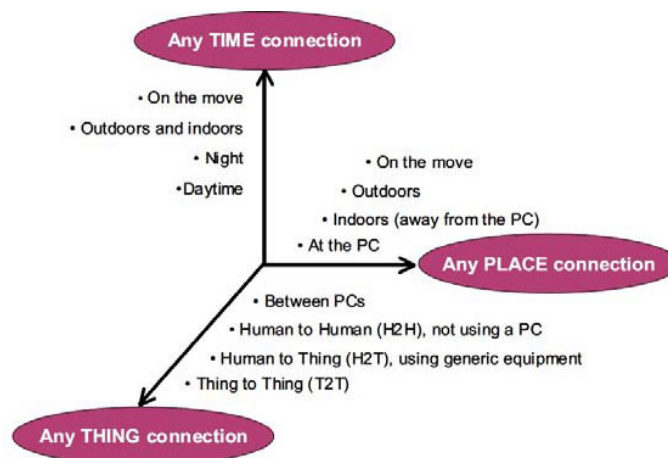 Any TIME connection
• On the move
• Outdoors and indoors
• Night
•Daytime
• On the move
• Outdoors
• Indoors (away from the PC)
• At the PC
Any PLACE connection
• Between PCs
• Human to Human (H2H), not using a PC
• Human to Thing (H2T), using generic equipment
• Thing to Thing (T2T)
Any THING connection